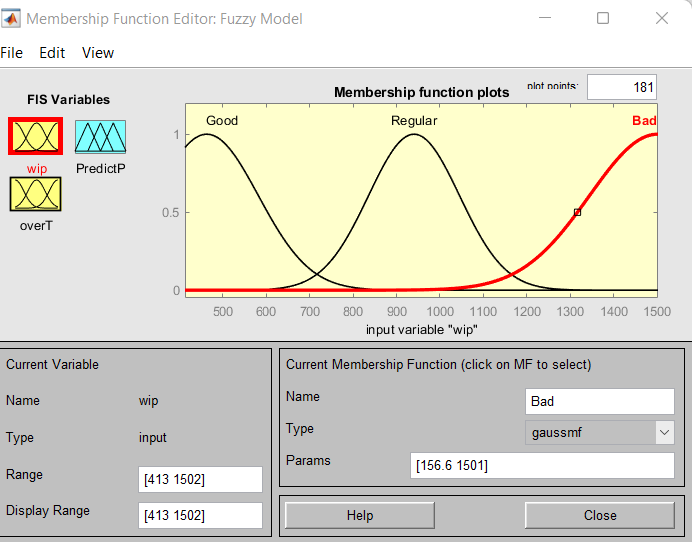 Membership Function Editor: Fuzzy Model
File Edit View
FIS Variables
wip
PredictP
overT
Membership function plots
plot points:
181
Good
Regular
Bad
1
0.5
0
500 600 700 800 900 1000 1100 1200 1300 1400 1500
input variable "wip"
Current Variable
Name wip
Type input
Range [413 1502]
Display Range [413 1502]
Current Membership Function (click on MF to select)
Name Bad
Type gaussmf
Params [156.6 1501]
Help
Close